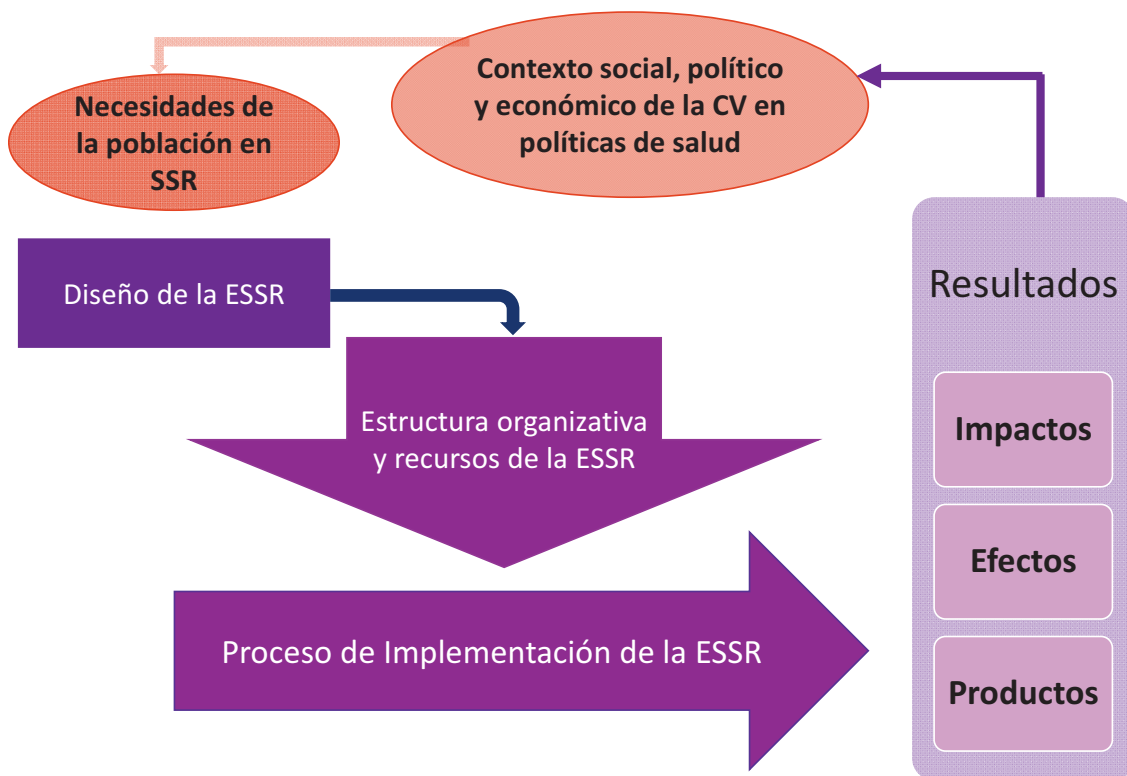 Contexto social, político
y económico de la CV en
políticas de salud
Necesidades de
la población en
SSR
Diseño de la ESSR
Estructura organizativa
y recursos de la ESSR
Proceso de Implementación de la ESSR
Resultados
Impactos
Efectos
Productos